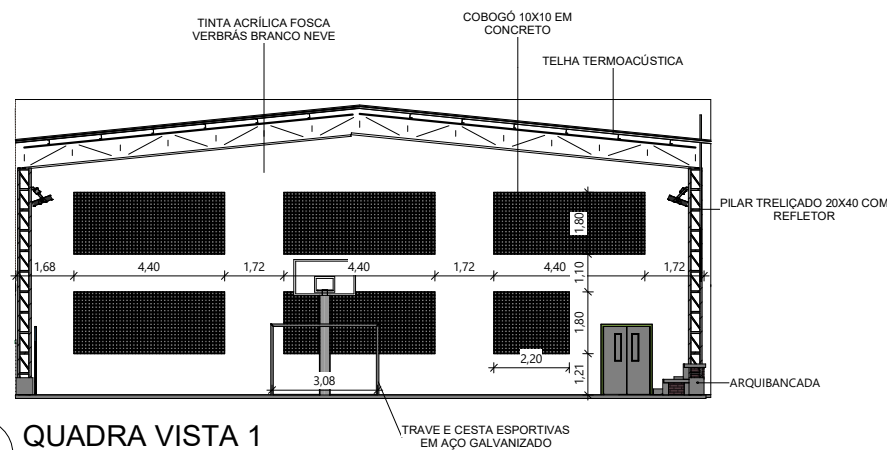 TINTA ACRÍLICA FOSCA
VERBRÁS BRANCO NEVE
COBOGÓ 10X10 EM
CONCRETO
TELHA TERMOACÚSTICA
PILAR TRELIÇADO 20X40 COM
REFLETOR
1,80
1,68
4,40
1,72
4,40
1,72
4,40
1,10
1,72
1,80
2,20
1,21
3,08
ARQUIBANCADA
TRAVE E CESTA ESPORTIVAS
EM AÇO GALVANIZADO
QUADRA VISTA 1